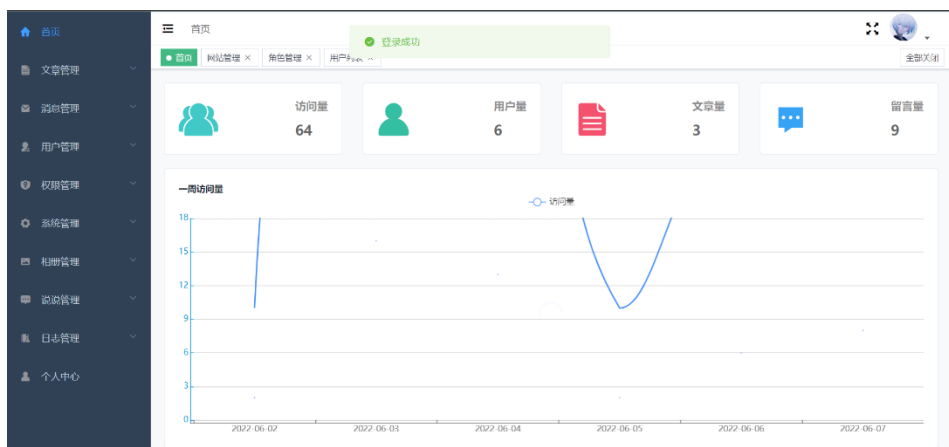 首页
文章管理
消息管理
用户管理
权限管理
系统管理
相册管理
说说管理
日志管理
个人中心
首页
登录成功
首页 网站管理 角色管理 用户列表
全部关闭
访问量
64
用户量
6
文章量
3
留言量
9
一周访问量
访问量
18
15
12
9
6
3
0
2022-06-02 2022-06-03 2022-06-04 2022-06-05 2022-06-06 2022-06-07